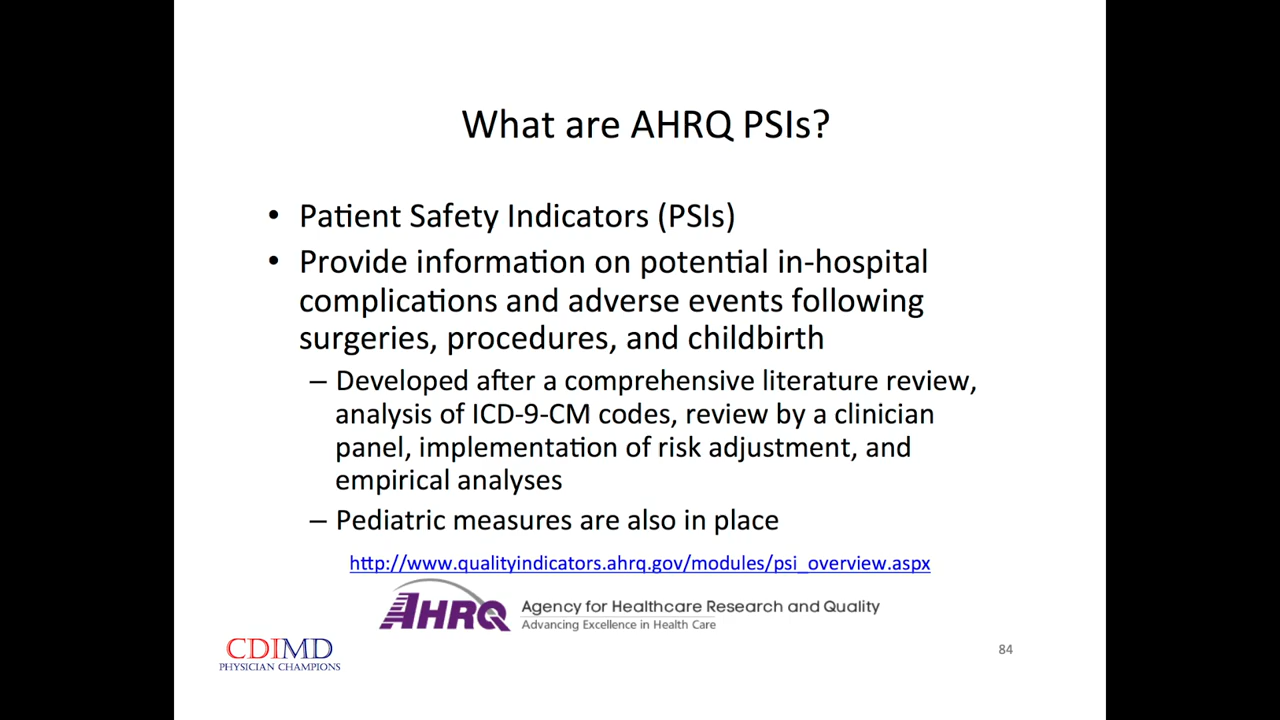 What are AHRQ PSIs?
• Patient Safety Indicators (PSIs)
• Provide information on potential in-hospital
complications and adverse events following
surgeries, procedures, and childbirth
– Developed after a comprehensive literature review,
analysis of ICD-9-CM codes, review by a clinician
panel, implementation of risk adjustment, and
empirical analyses
– Pediatric measures are also in place
http://www.qualityindicators.ahrq.gov/modules/psi_overview.aspx
AHRQ Agency for Healthcare Research and Quality
Advancing Excellence in Health Care
CDIMD
PHYSICIAN CHAMPIONS
84